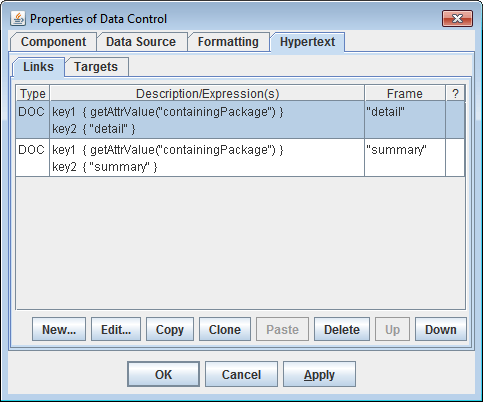 Properties of Data Control
Component Data Source Formatting Hypertext
Links Targets
Type Description/Expression(s) Frame ?
DOC key1 { getAttrValue("containingPackage") } "detail"
key2 { "detail" }
DOC key1 { getAttrValue("containingPackage") } "summary"
key2 { "summary" }
New... Edit... Copy Clone Paste Delete Up Down
OK Cancel Apply